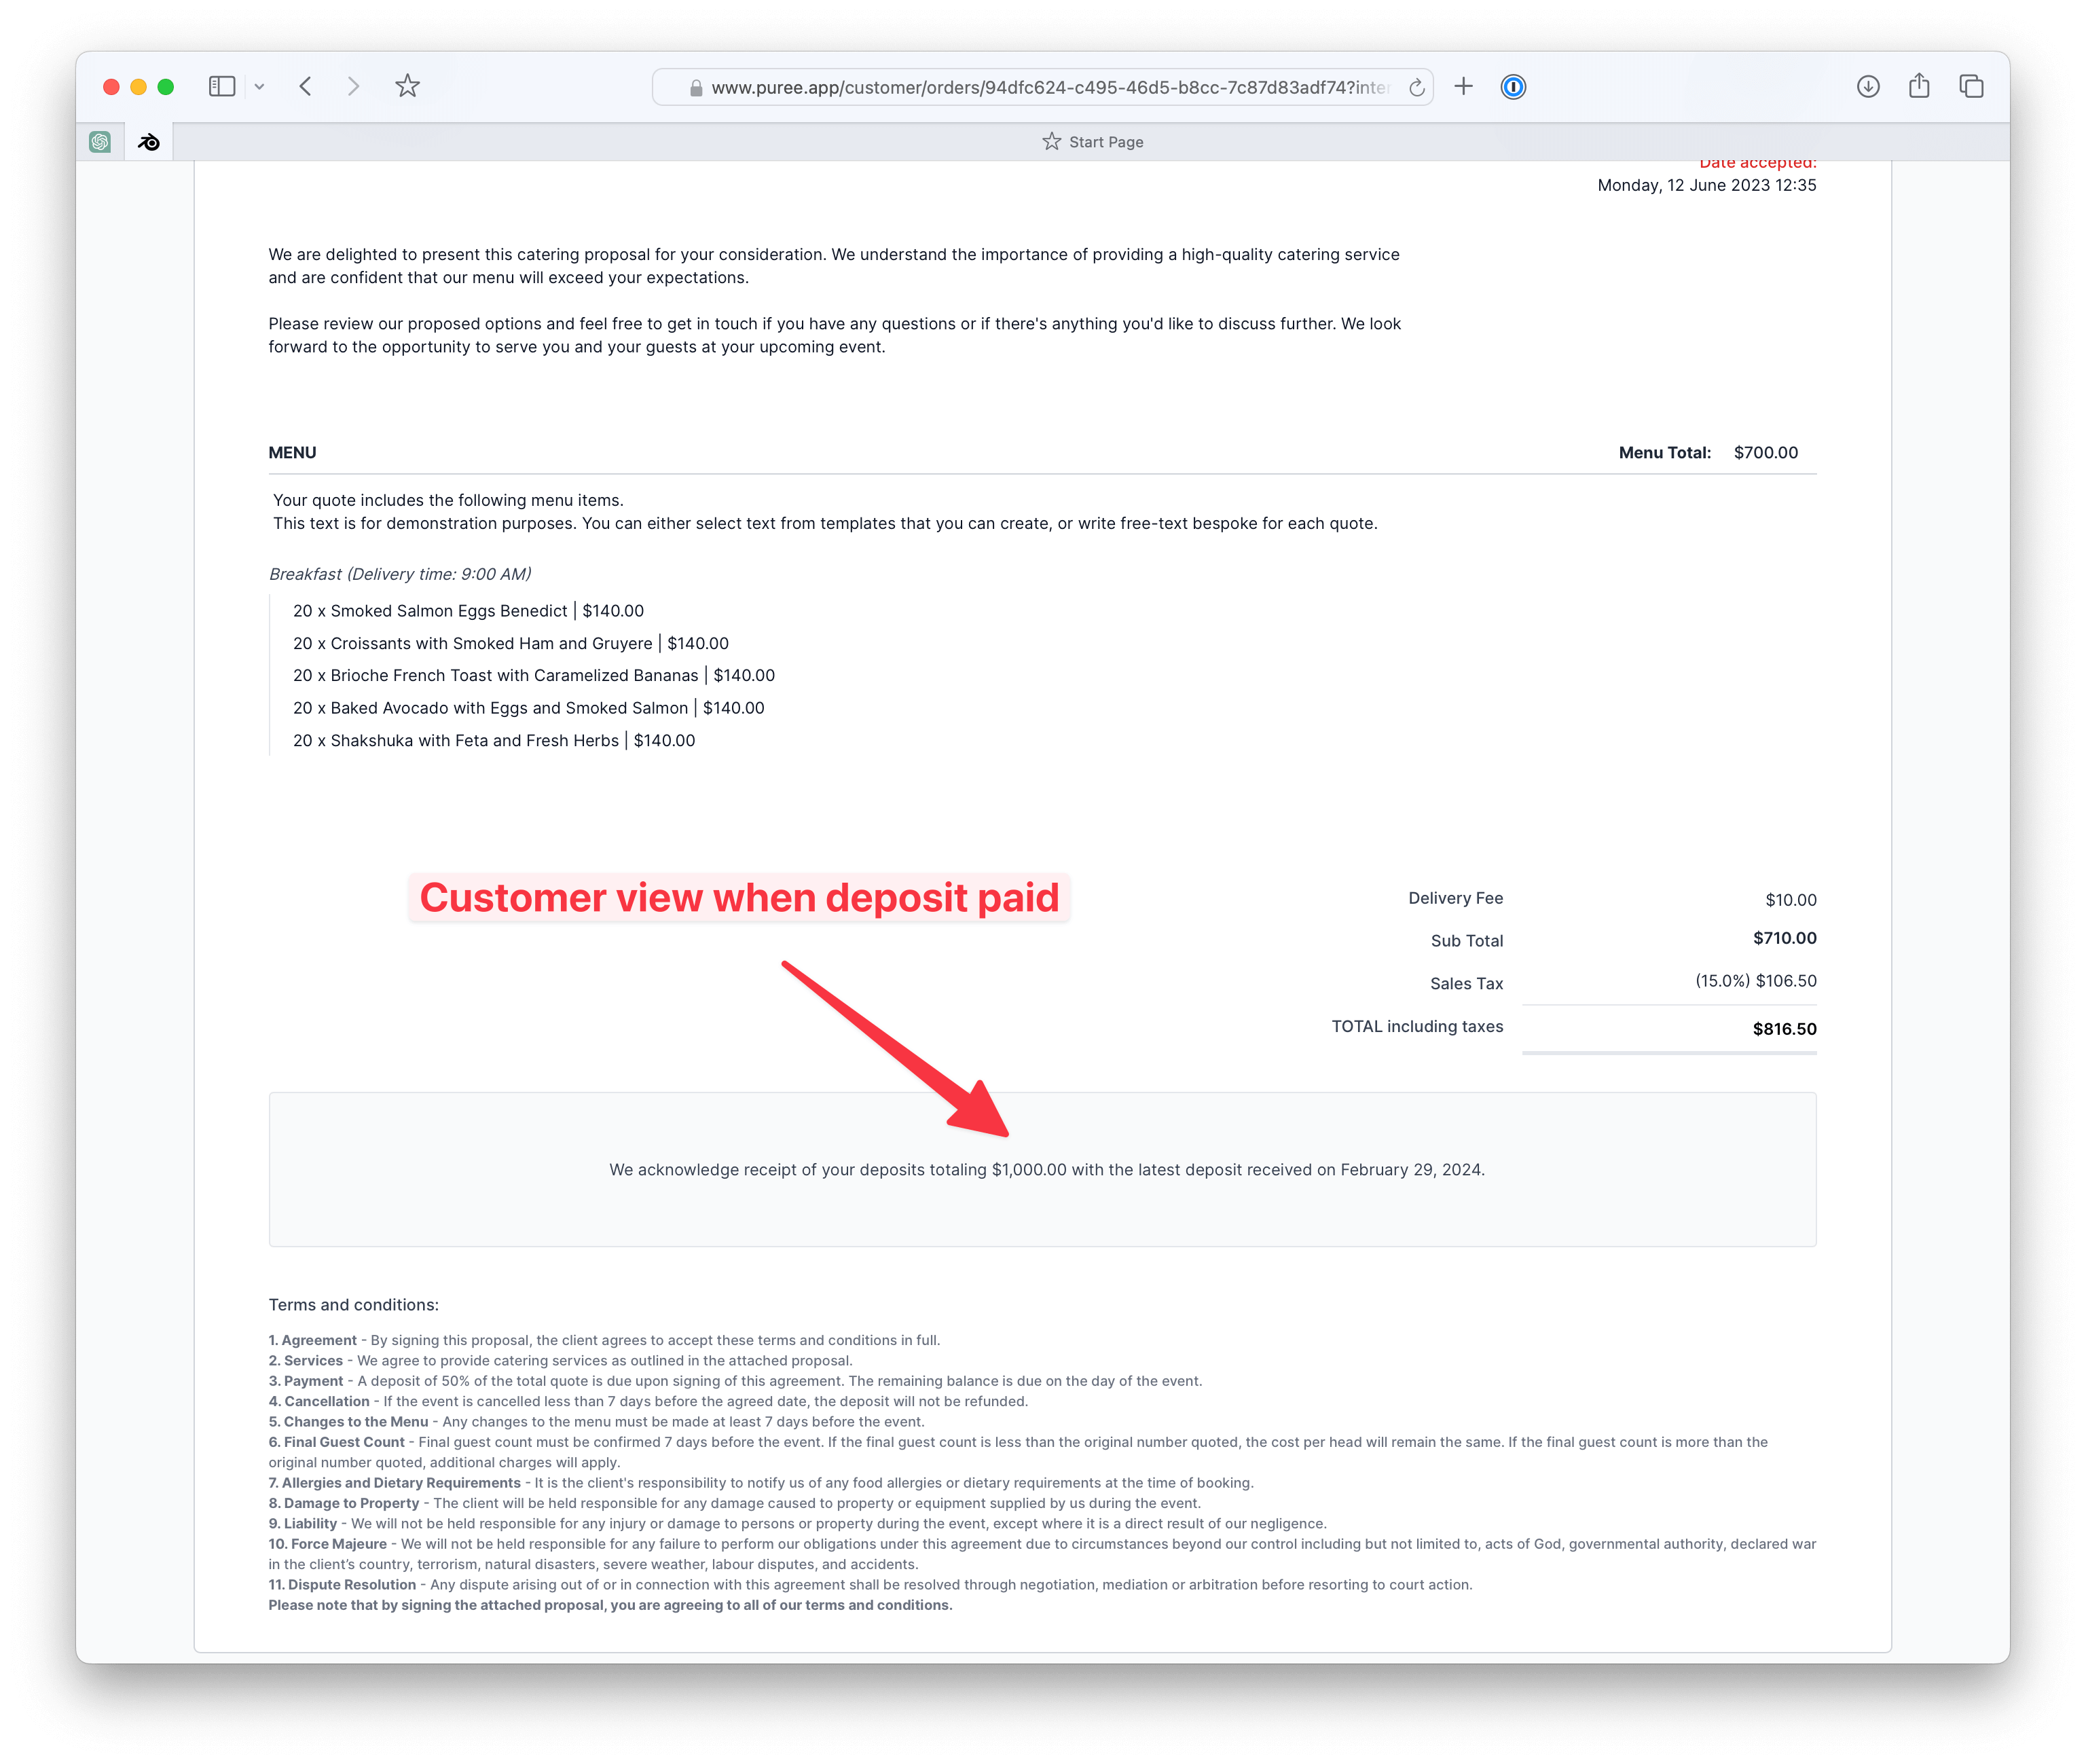 www.puree.app/customer/orders/94dfc624-c495-46d5-b8cc-7c87d83adf74?inter
Start Page
Date accepted:
Monday, 12 June 2023 12:35
We are delighted to present this catering proposal for your consideration. We understand the importance of providing a high-quality catering service
and are confident that our menu will exceed your expectations.
Please review our proposed options and feel free to get in touch if you have any questions or if there's anything you'd like to discuss further. We look
forward to the opportunity to serve you and your guests at your upcoming event.
MENU Menu Total: $700.00
Your quote includes the following menu items.
This text is for demonstration purposes. You can either select text from templates that you can create, or write free-text bespoke for each quote.
Breakfast (Delivery time: 9:00 AM)
20 x Smoked Salmon Eggs Benedict | $140.00
20 x Croissants with Smoked Ham and Gruyere | $140.00
20 x Brioche French Toast with Caramelized Bananas | $140.00
20 x Baked Avocado with Eggs and Smoked Salmon | $140.00
20 x Shakshuka with Feta and Fresh Herbs | $140.00
Customer view when deposit paid
Delivery Fee $10.00
Sub Total $710.00
Sales Tax (15.0%) $106.50
TOTAL including taxes $816.50
We acknowledge receipt of your deposits totaling $1,000.00 with the latest deposit received on February 29, 2024.
Terms and conditions:
1. Agreement - By signing this proposal, the client agrees to accept these terms and conditions in full.
2. Services - We agree to provide catering services as outlined in the attached proposal.
3. Payment - A deposit of 50% of the total quote is due upon signing of this agreement. The remaining balance is due on the day of the event.
4. Cancellation - If the event is cancelled less than 7 days before the agreed date, the deposit will not be refunded.
5. Changes to the Menu - Any changes to the menu must be made at least 7 days before the event.
6. Final Guest Count - Final guest count must be confirmed 7 days before the event. If the final guest count is less than the original number quoted, the cost per head will remain the same. If the final guest count is more than the
original number quoted, additional charges will apply.
7. Allergies and Dietary Requirements - It is the client's responsibility to notify us of any food allergies or dietary requirements at the time of booking.
8. Damage to Property - The client will be held responsible for any damage caused to property or equipment supplied by us during the event.
9. Liability - We will not be held responsible for any injury or damage to persons or property during the event, except where it is a direct result of our negligence.
10. Force Majeure - We will not be held responsible for any failure to perform our obligations under this agreement due to circumstances beyond our control including but not limited to, acts of God, governmental authority, declared war
in the client’s country, terrorism, natural disasters, severe weather, labour disputes, and accidents.
11. Dispute Resolution - Any dispute arising out of or in connection with this agreement shall be resolved through negotiation, mediation or arbitration before resorting to court action.
Please note that by signing the attached proposal, you are agreeing to all of our terms and conditions.